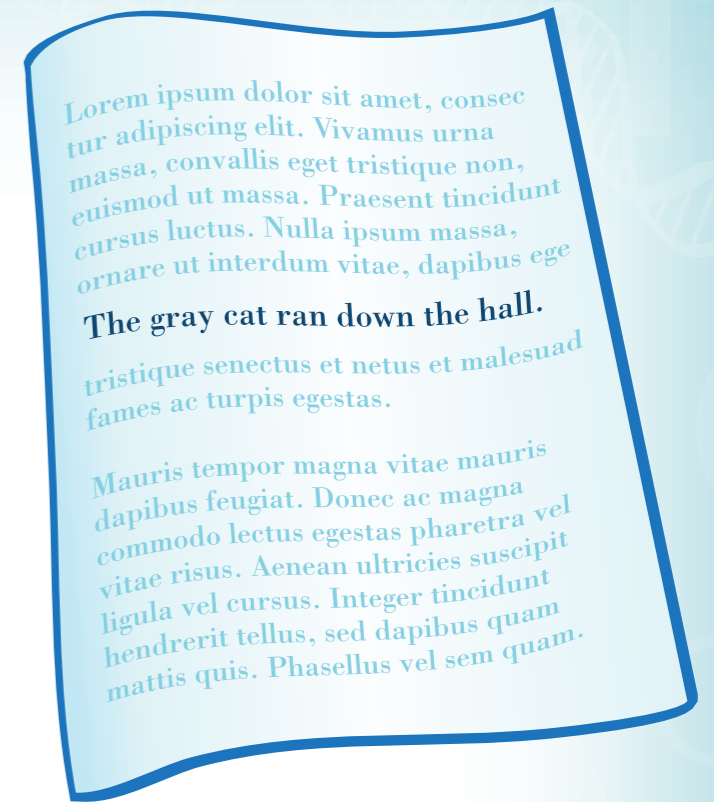 Lorem ipsum dolor sit amet, consec
tur adipiscing elit. Vivamus urna
massa, convallis eget tristique non,
euismod ut massa. Praesent tincidunt
cursus luctus. Nulla ipsum massa,
ornare ut interdum vitae, dapibus ege
The gray cat ran down the hall.
tristique senectus et netus et malesuad
fames ac turpis egestas.
Mauris tempor magna vitae mauris
dapibus feugiat. Donec ac magna
commodo lectus egestas pharetra vel
vitae risus. Aenean ultricies suscipit
ligula vel cursus. Integer tincidunt
hendrerit tellus, sed dapibus quam
mattis quis. Phasellus vel sem quam.